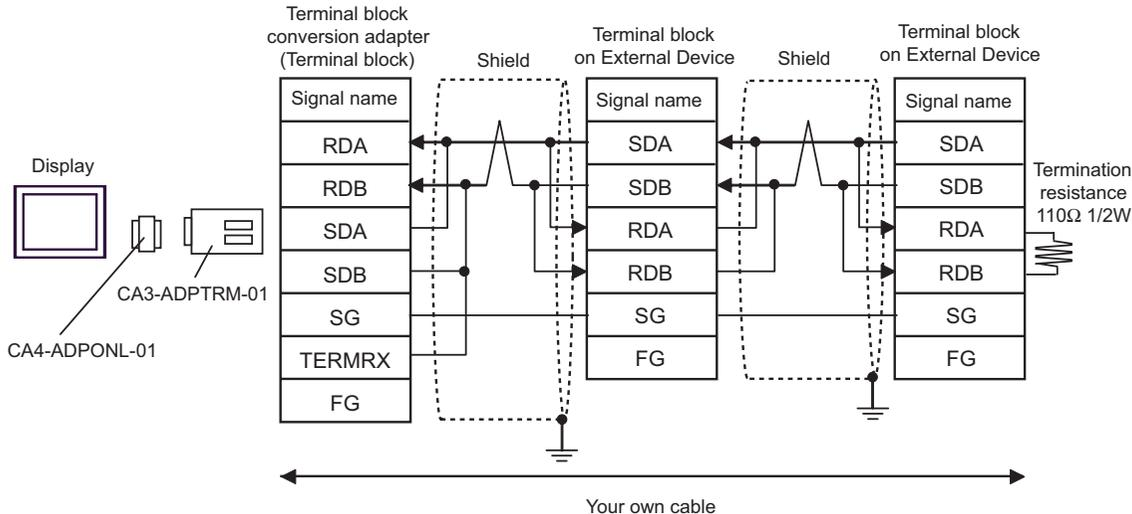 Terminal block
conversion adapter
(Terminal block)
Shield
Terminal block
on External Device
Shield
Terminal block
on External Device
Display
CA3-ADPTRM-01
CA4-ADPONL-01
Signal name
RDA
RDB
SDA
SDB
SG
TERMRX
FG
Signal name
SDA
SDB
RDA
RDB
SG
FG
Signal name
SDA
SDB
RDA
RDB
SG
FG
Termination
resistance
110Ω 1/2W
Your own cable